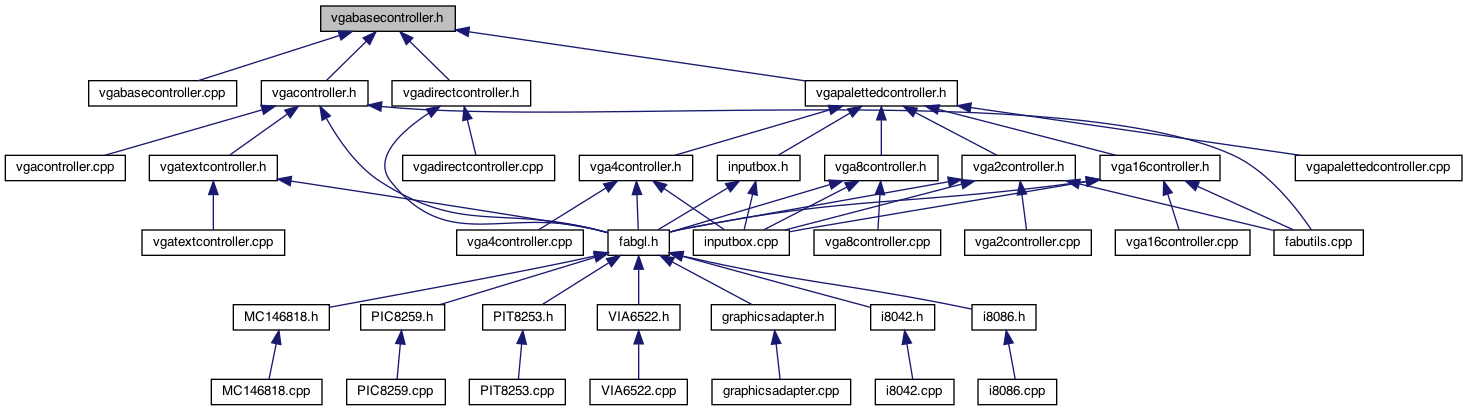 vgabasecontroller.h
vgabasecontroller.cpp
vgacontroller.h
vgadirectcontroller.h
vgapalettedcontroller.h
vgacontroller.cpp
vgatextcontroller.h
vgadirectcontroller.cpp
vga4controller.h
inputbox.h
vga8controller.h
vga2controller.h
vga16controller.h
vgapalettedcontroller.cpp
vgatextcontroller.cpp
vga4controller.cpp
fabgl.h
inputbox.cpp
vga8controller.cpp
vga2controller.cpp
vga16controller.cpp
fabutils.cpp
MC146818.h
PIC8259.h
PIT8253.h
VIA6522.h
graphicsadapter.h
i8042.h
i8086.h
MC146818.cpp
PIC8259.cpp
PIT8253.cpp
VIA6522.cpp
graphicsadapter.cpp
i8042.cpp
i8086.cpp